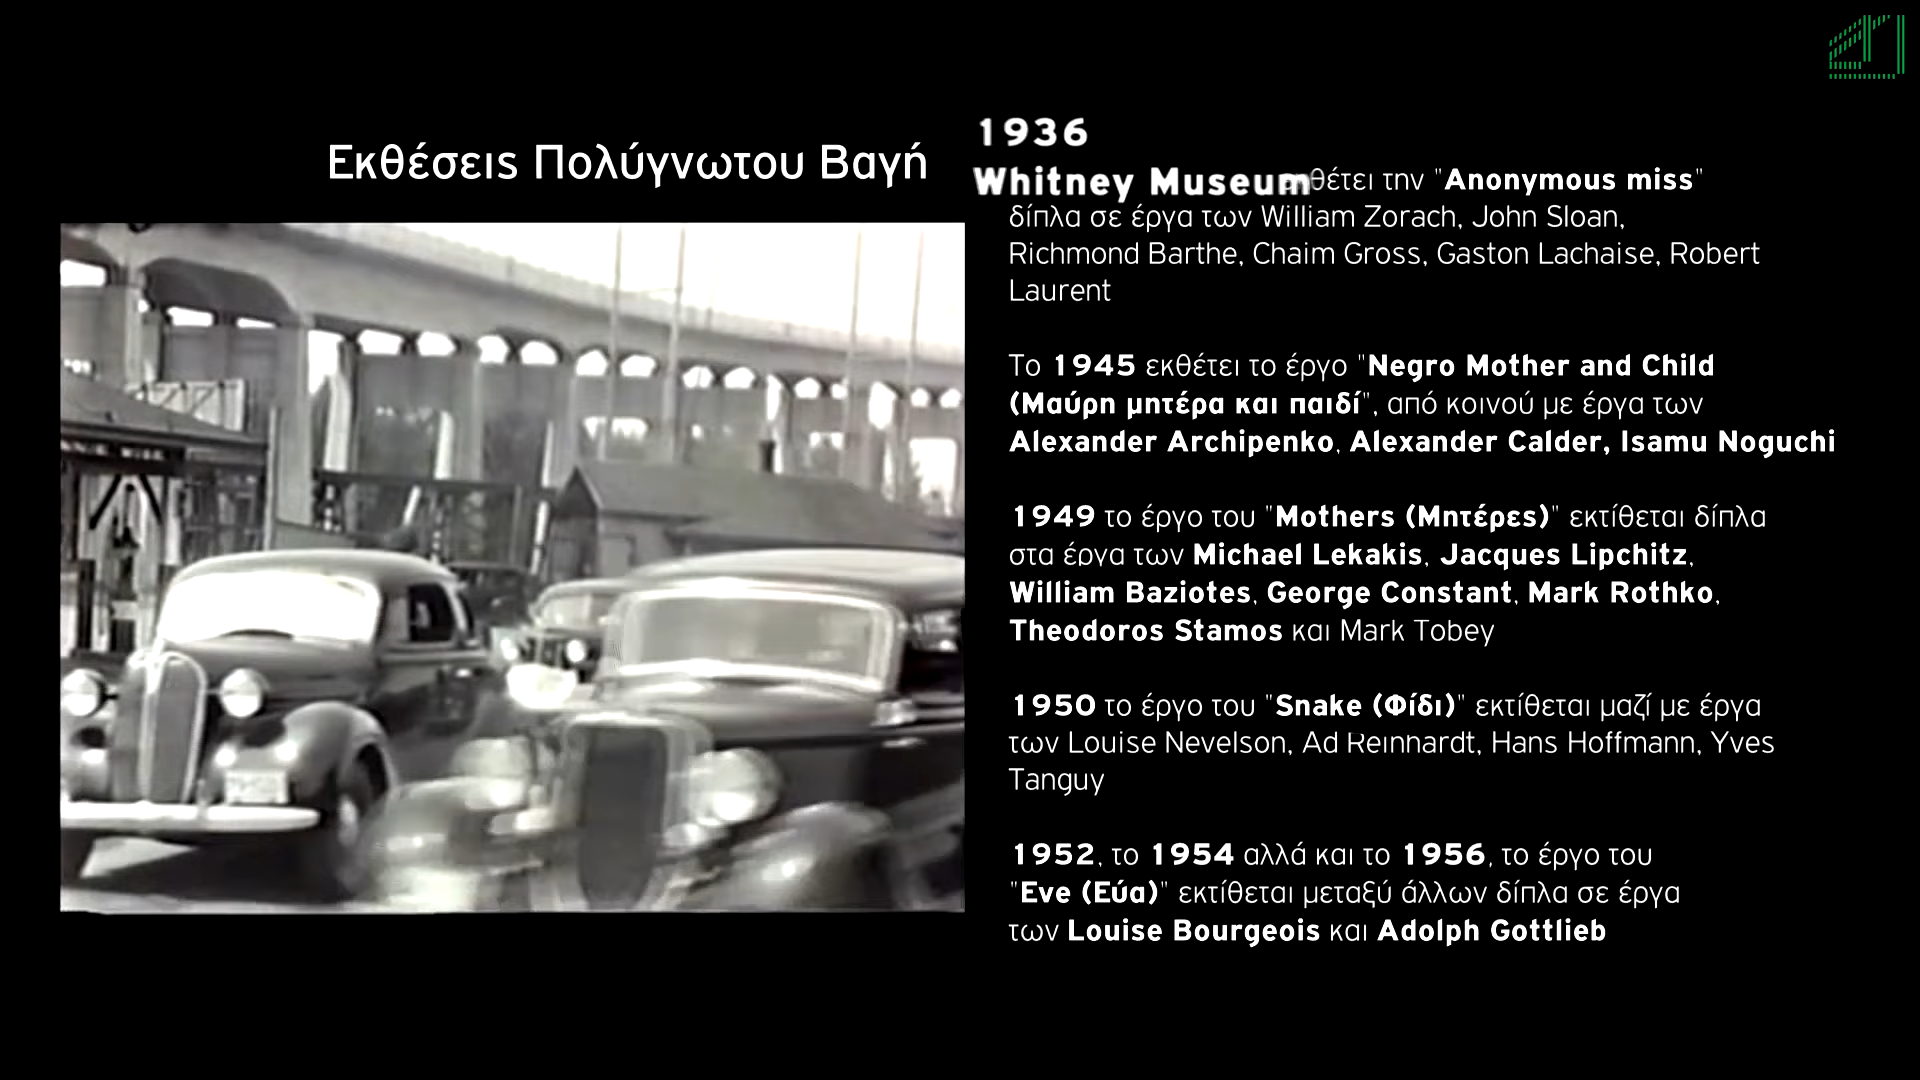 Εκθέσεις Πολύγνωτου Βαγή
1936
Whitney Museum εκθέτει την "Anonymous miss"
δίπλα σε έργα των William Zorach, John Sloan,
Richmond Barthe, Chaim Gross, Gaston Lachaise, Robert
Laurent
Το 1945 εκθέτει το έργο "Negro Mother and Child
(Μαύρη μητέρα και παιδί", από κοινού με έργα των
Alexander Archipenko, Alexander Calder, Isamu Noguchi
1949 το έργο του "Mothers (Μητέρες)" εκτίθεται δίπλα
στα έργα των Michael Lekakis, Jacques Lipchitz,
William Baziotes, George Constant, Mark Rothko,
Theodoros Stamos και Mark Tobey
1950 το έργο του "Snake (Φίδι)" εκτίθεται μαζί με έργα
των Louise Nevelson, Ad Reinhardt, Hans Hoffmann, Yves
Tanguy
1952, το 1954 αλλά και το 1956, το έργο του
"Eve (Εύα)" εκτίθεται μεταξύ άλλων δίπλα σε έργα
των Louise Bourgeois και Adolph Gottlieb